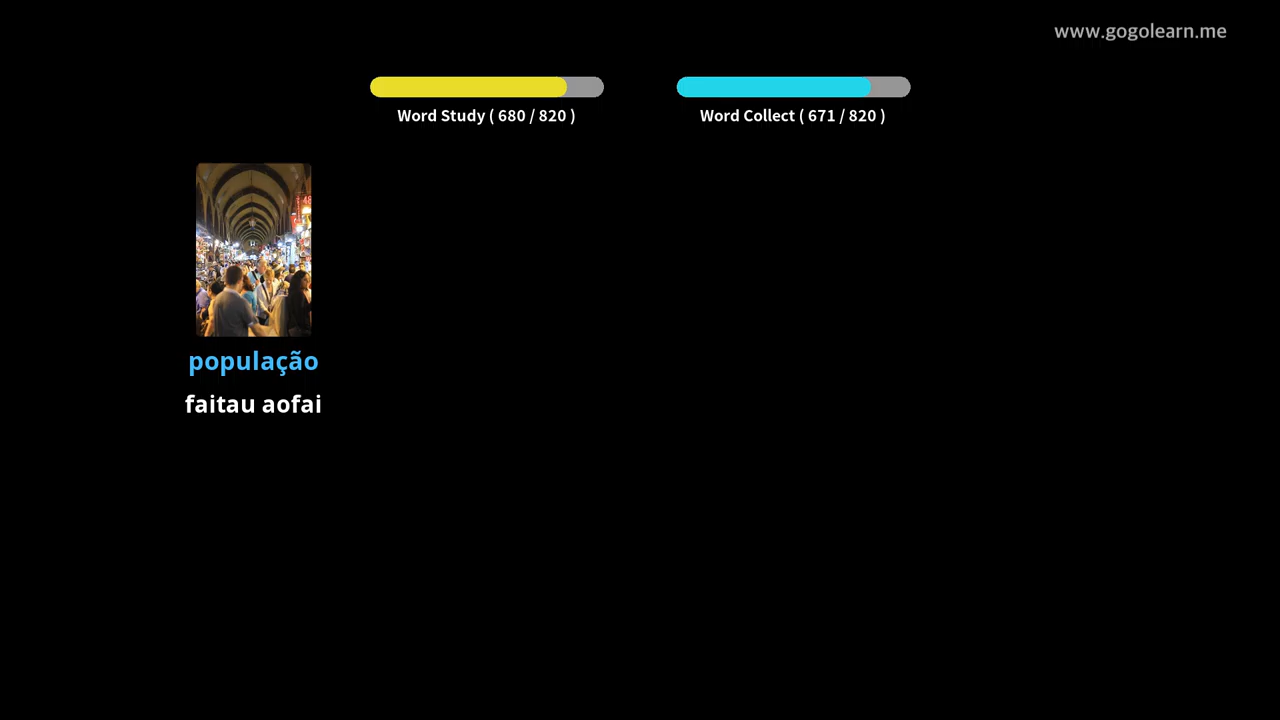 www.gogolearn.me
Word Study ( 680 / 820 )
Word Collect ( 671 / 820 )
população
faitau aofai